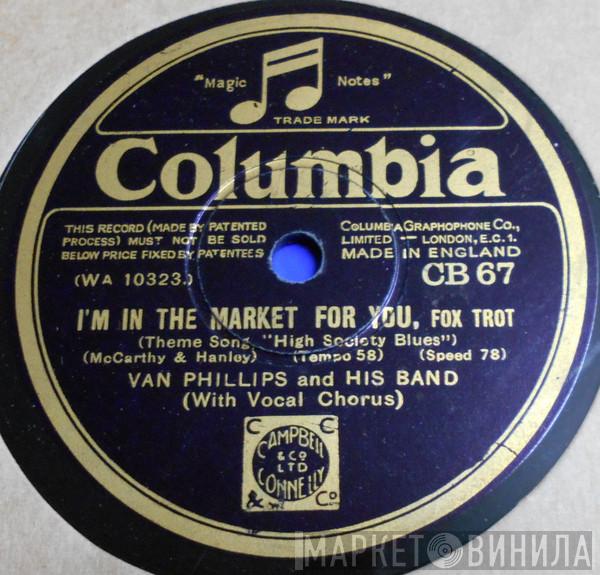 "Magic Notes"
TRADE MARK
Columbia
THIS RECORD (MADE BY PATENTED
PROCESS) MUST NOT BE SOLD
BELOW PRICE FIXED BY PATENTEES
COLUMBIA GRAPHOPHONE CO.,
LIMITED — LONDON, E.C.1.
MADE IN ENGLAND
(WA 10323.)
CB 67
I'M IN THE MARKET FOR YOU, FOX TROT
(Theme Song, "High Society Blues")
(McCarthy & Hanley) (Tempo 58) (Speed 78)
VAN PHILLIPS and HIS BAND
(With Vocal Chorus)
C C
CAMPBELL
& CO
LTD
CONNELLY
& Co
МАРКЕТ ВИНИЛА